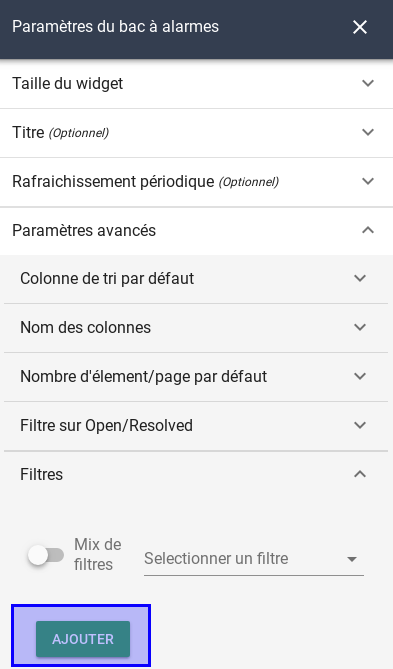 Paramètres du bac à alarmes
Taille du widget
Titre (Optionnel)
Rafraichissement périodique (Optionnel)
Paramètres avancés
Colonne de tri par défaut
Nom des colonnes
Nombre d'élement/page par défaut
Filtre sur Open/Resolved
Filtres
Mix de
filtres
Selectionner un filtre
AJOUTER